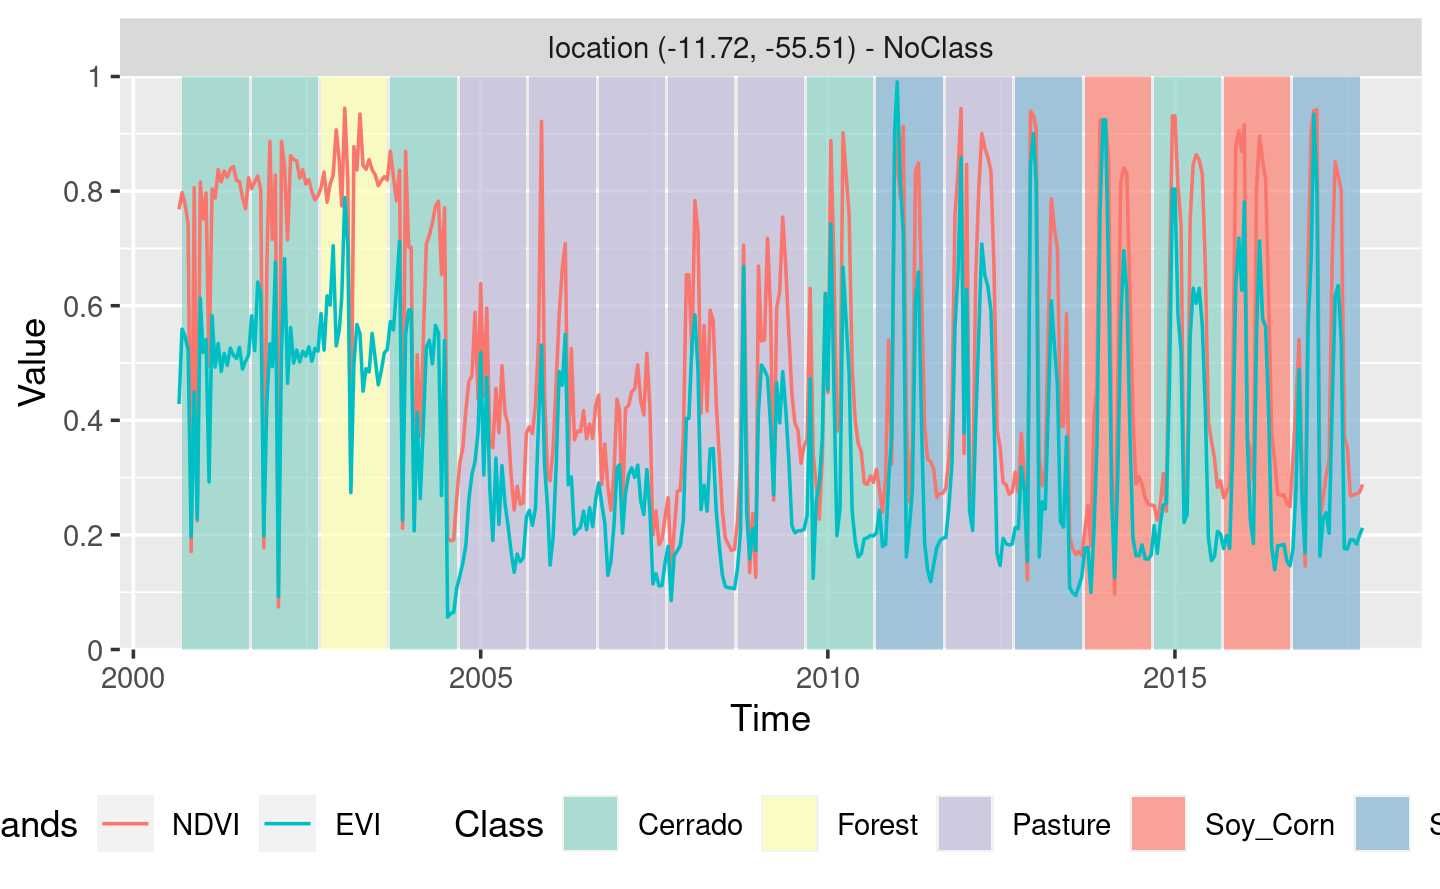 location (-11.72, -55.51) - NoClass
1
0.8
0.6
0.4
0.2
0
Value
2000 2005 2010 2015
Time
ands NDVI EVI Class Cerrado Forest Pasture Soy_Corn S